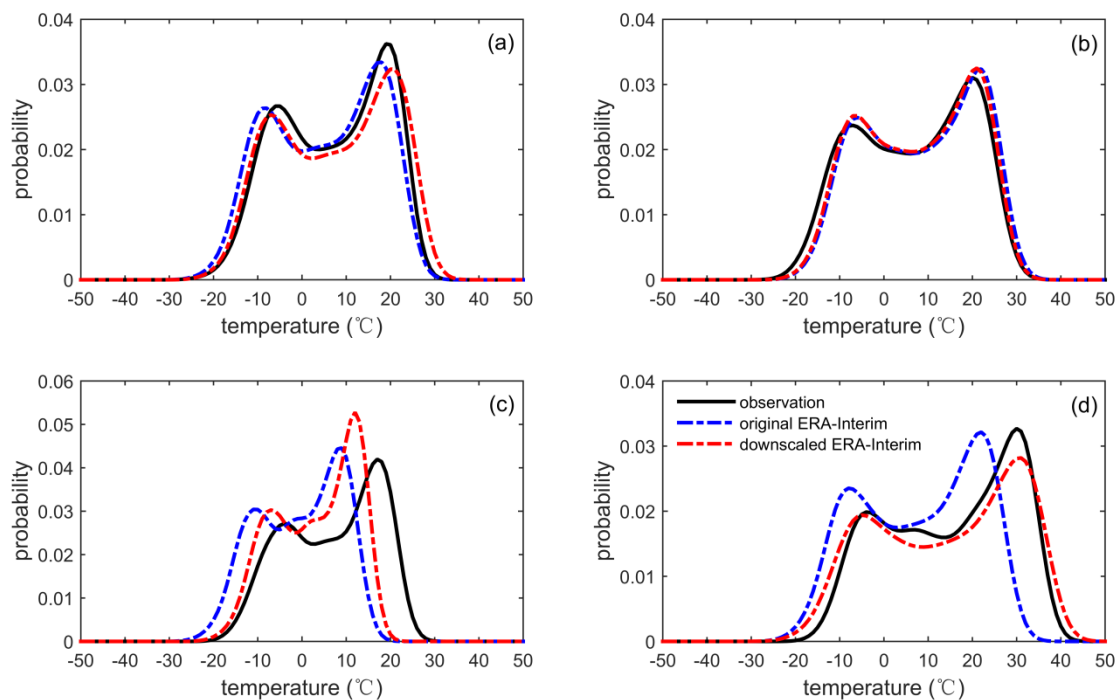 0.04
0.03
0.02
0.01
0
probability
-50 -40 -30 -20 -10 0 10 20 30 40 50
temperature (℃)
(a)
0.04
0.03
0.02
0.01
0
probability
-50 -40 -30 -20 -10 0 10 20 30 40 50
temperature (℃)
(b)
0.06
0.05
0.04
0.03
0.02
0.01
0
probability
-50 -40 -30 -20 -10 0 10 20 30 40 50
temperature (℃)
(c)
0.04
0.03
0.02
0.01
0
probability
-50 -40 -30 -20 -10 0 10 20 30 40 50
temperature (℃)
(d)
observation
original ERA-Interim
downscaled ERA-Interim